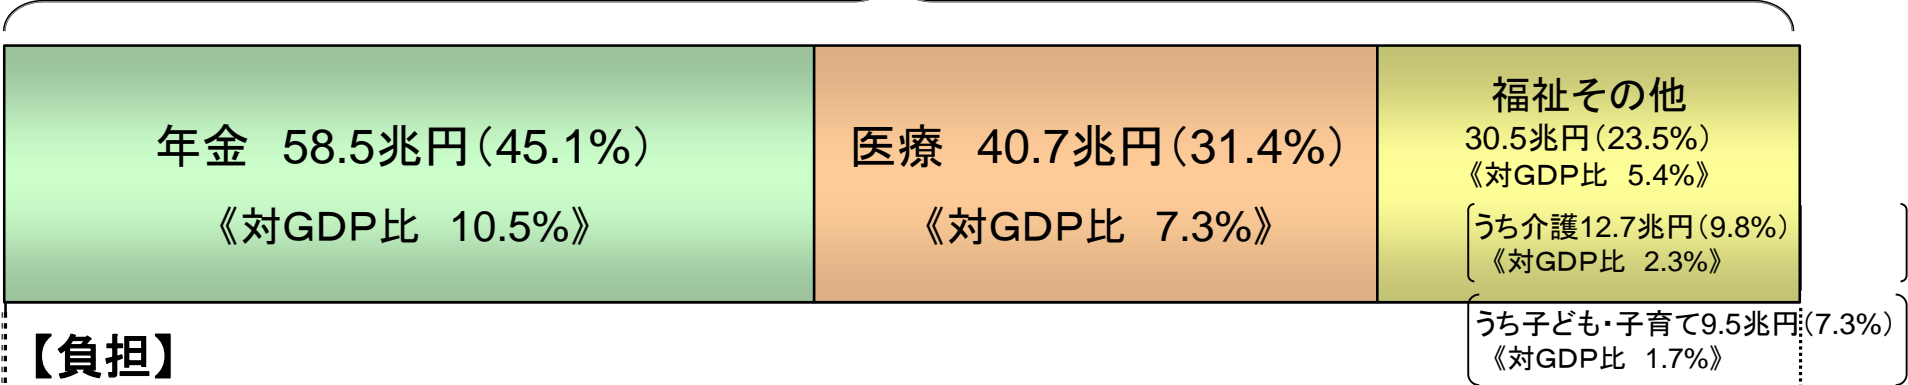 年金　58.5兆円（45.1%）
《対GDP比　10.5%》
医療　40.7兆円（31.4%）
《対GDP比　7.3%》
福祉その他
30.5兆円（23.5%）
《対GDP比　5.4%》
うち介護12.7兆円（9.8%）
《対GDP比　2.3%》
うち子ども・子育て9.5兆円（7.3%）
《対GDP比　1.7%》
【負担】